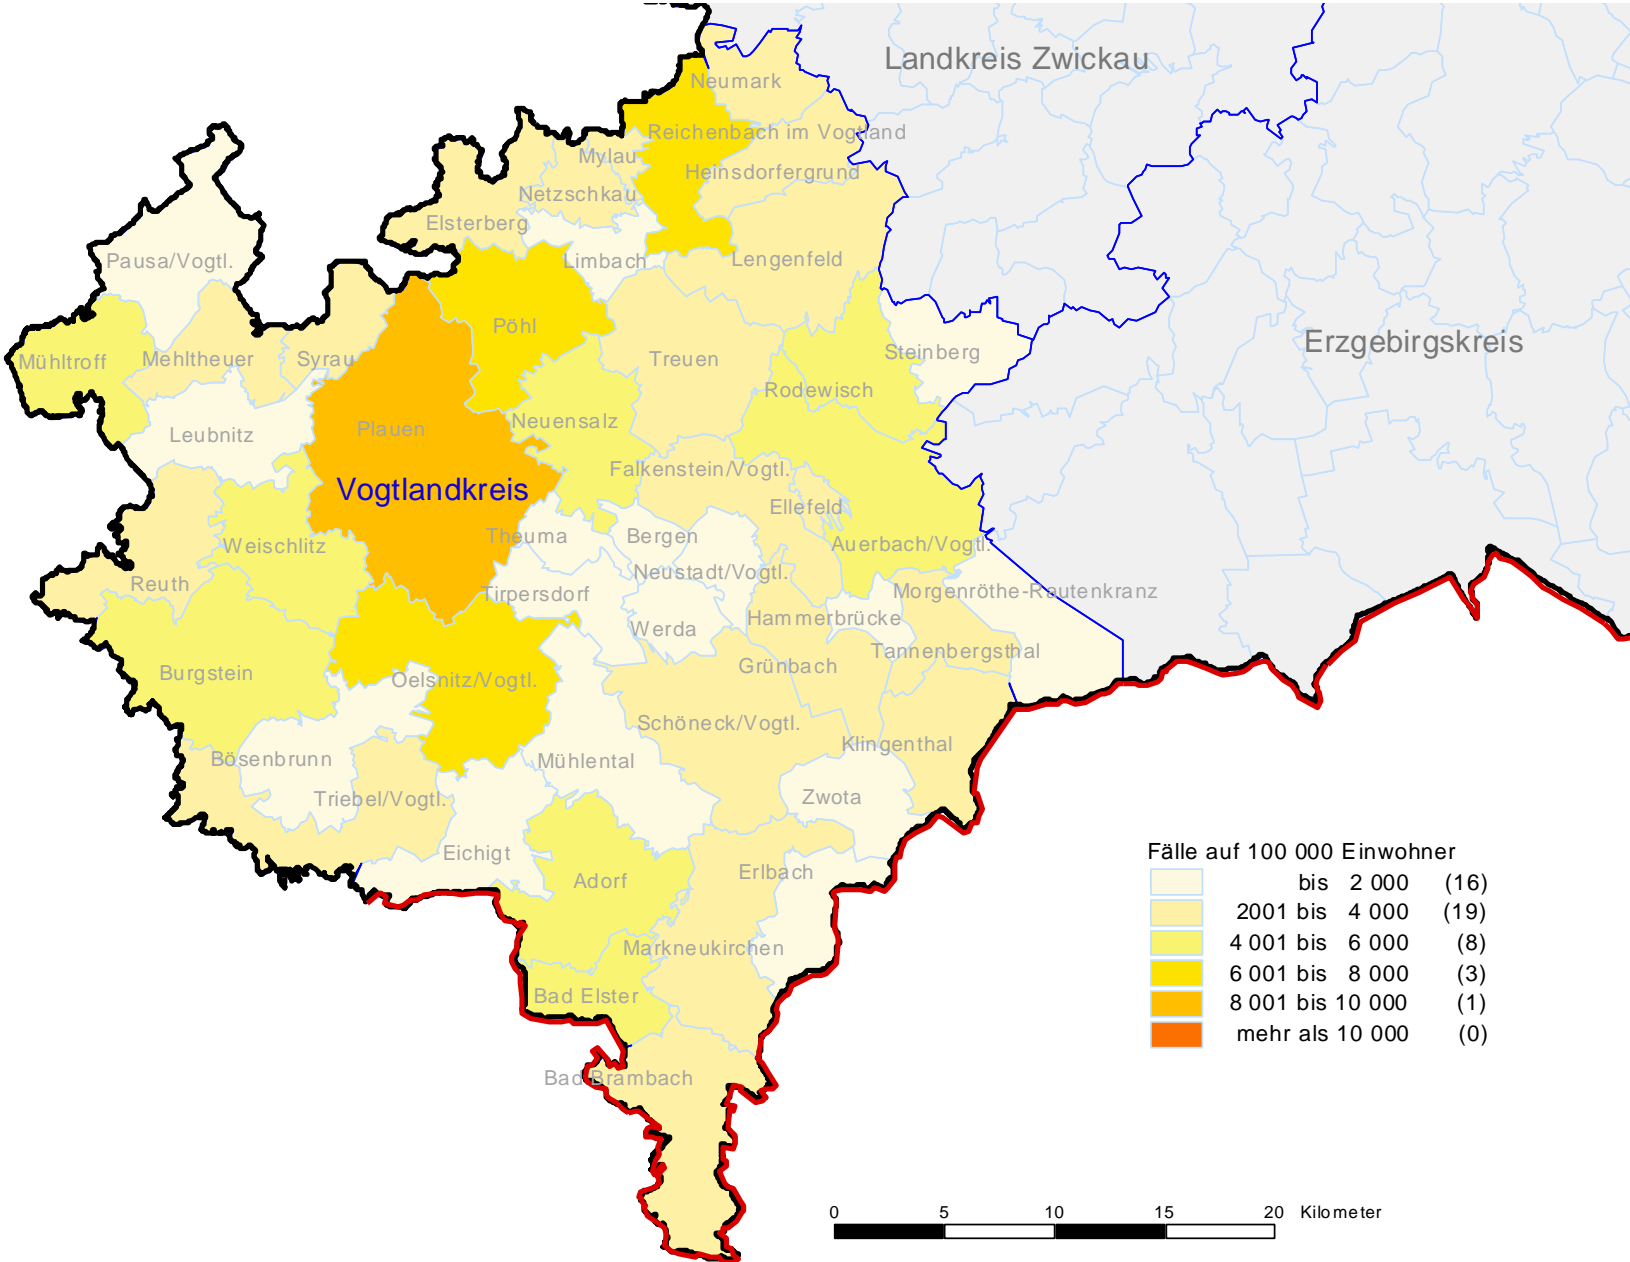 Landkreis Zwickau
Neumark
Reichenbach im Vogtland
Mylau
Heinsdorfergrund
Netzschkau
Elsterberg
Pausa/Vogtl.
Limbach
Lengenfeld
Pöhl
Erzgebirgskreis
Mühltroff
Mehltheuer
Syrau
Treuen
Steinberg
Rodewisch
Leubnitz
Plauen
Neuensalz
Falkenstein/Vogtl.
Vogtlandkreis
Ellefeld
Theuma
Bergen
Weischlitz
Auerbach/Vogtl.
Neustadt/Vogtl.
Reuth
Tirpersdorf
Morgenröthe-Rautenkranz
Hammerbrücke
Werda
Tannenbergsthal
Grünbach
Burgstein
Oelsnitz/Vogtl.
Schöneck/Vogtl.
Klingenthal
Bösenbrunn
Mühlental
Triebel/Vogtl.
Zwota
Eichigt
Adorf
Erlbach
Markneukirchen
Bad Elster
Bad Brambach
Fälle auf 100 000 Einwohner
bis 2 000 (16)
2001 bis 4 000 (19)
4 001 bis 6 000 (8)
6 001 bis 8 000 (3)
8 001 bis 10 000 (1)
mehr als 10 000 (0)
0 5 10 15 20 Kilometer